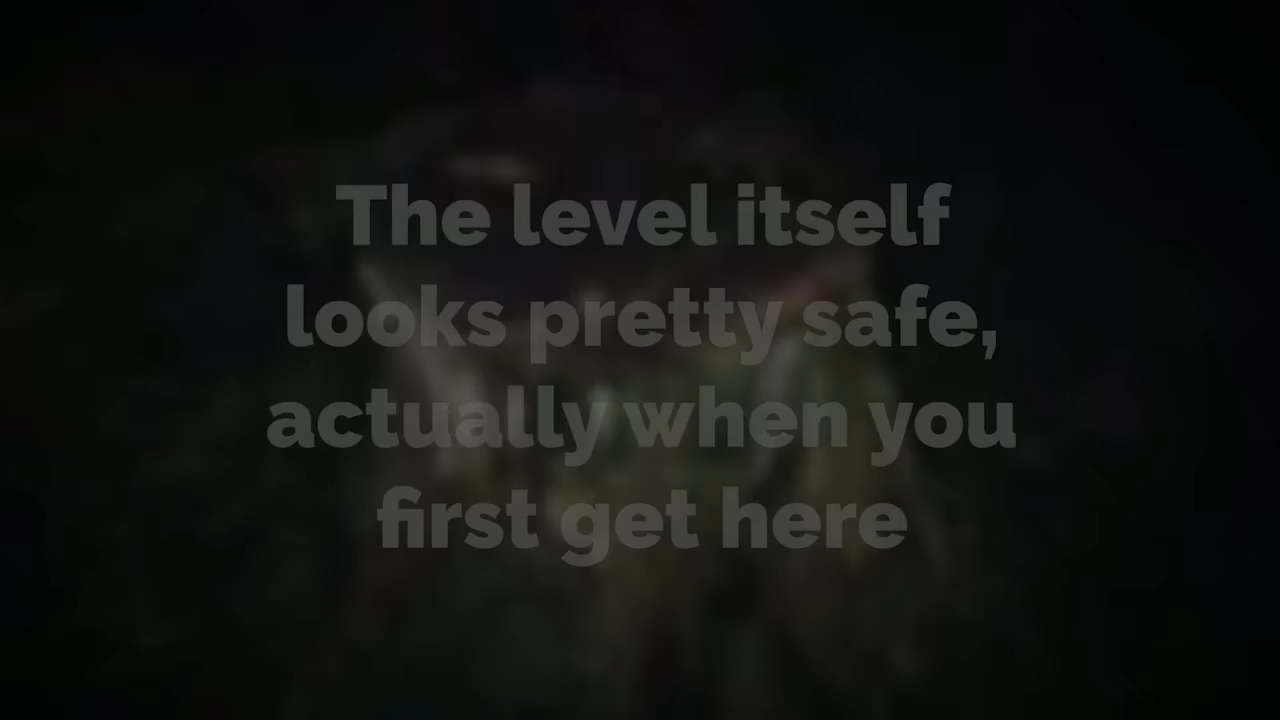 The level itself
looks pretty safe,
actually when you
first get here